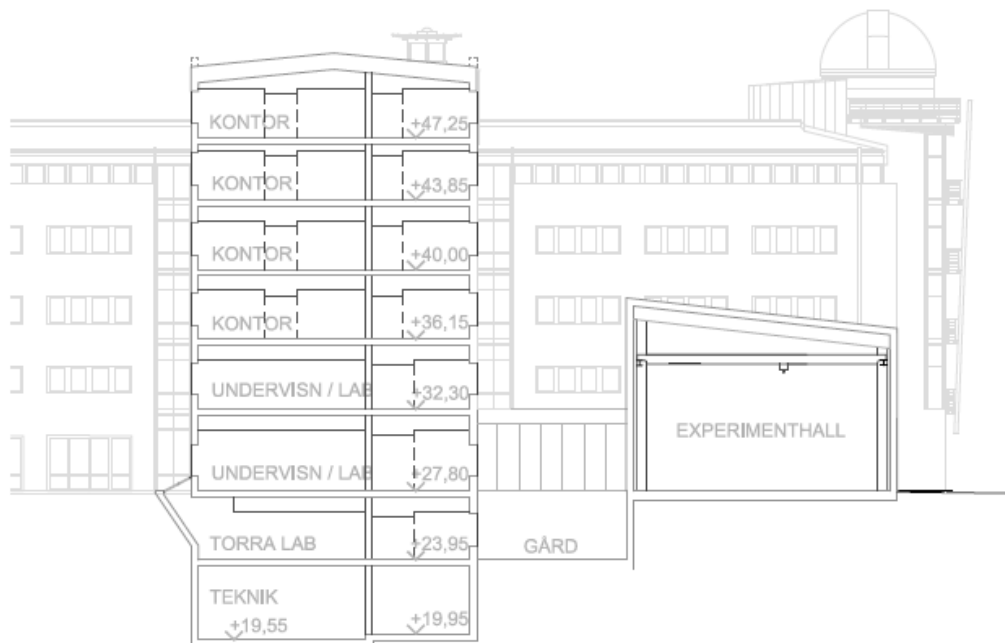 KONTOR +47,25
KONTOR +43,85
KONTOR +40,00
KONTOR +36,15
UNDERVISN / LAB +32,30
EXPERIMENTHALL
UNDERVISN / LAB +27,80
TORRA LAB +23,95 GÅRD
TEKNIK
+19,55 +19,95